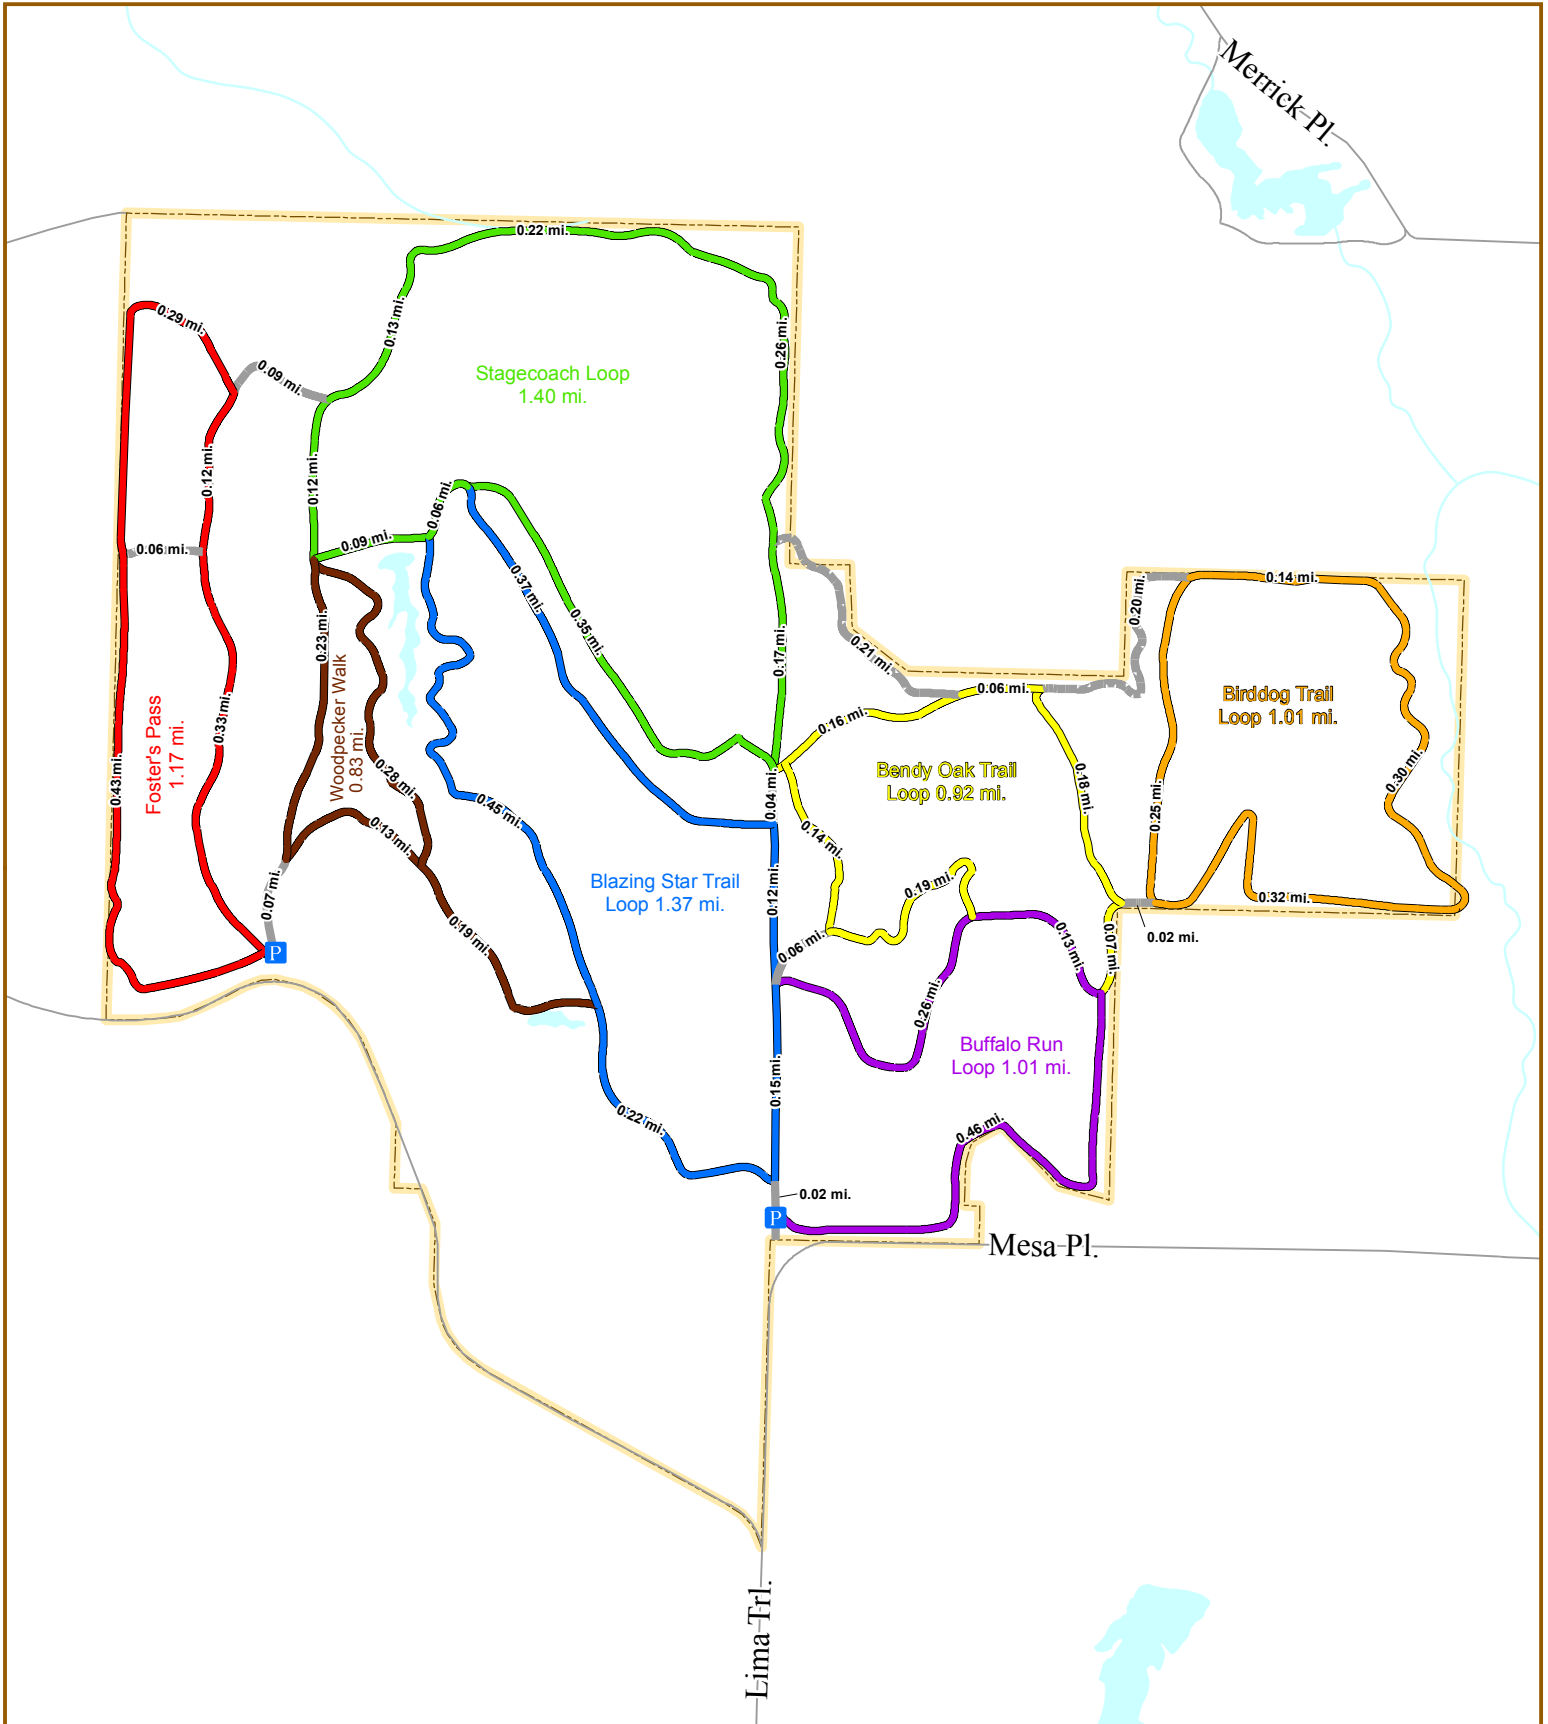 Merrick Pl.
0.22 mi.
0.29 mi.
0.13 mi.
0.26 mi.
0.09 mi.
Stagecoach Loop
1.40 mi.
0.12 mi.
0.12 mi.
0.06 mi.
0.09 mi.
0.06 mi.
0.37 mi.
0.14 mi.
0.20 mi.
0.35 mi.
0.23 mi.
0.17 mi.
0.21 mi.
Woodpecker Walk
0.83 mi.
0.06 mi.
Birddog Trail
Loop 1.01 mi.
0.33 mi.
0.16 mi.
Foster's Pass
1.17 mi.
0.43 mi.
0.28 mi.
Bendy Oak Trail
Loop 0.92 mi.
0.18 mi.
0.30 mi.
0.04 mi.
0.45 mi.
0.25 mi.
0.13 mi.
0.14 mi.
Blazing Star Trail
Loop 1.37 mi.
0.12 mi.
0.19 mi.
0.32 mi.
0.07 mi.
0.19 mi.
0.06 mi.
0.13 mi.
0.07 mi.
0.02 mi.
P
0.26 mi.
Buffalo Run
Loop 1.01 mi.
0.15 mi.
0.22 mi.
0.46 mi.
0.02 mi.
P
Mesa Pl.
Lima Trl.